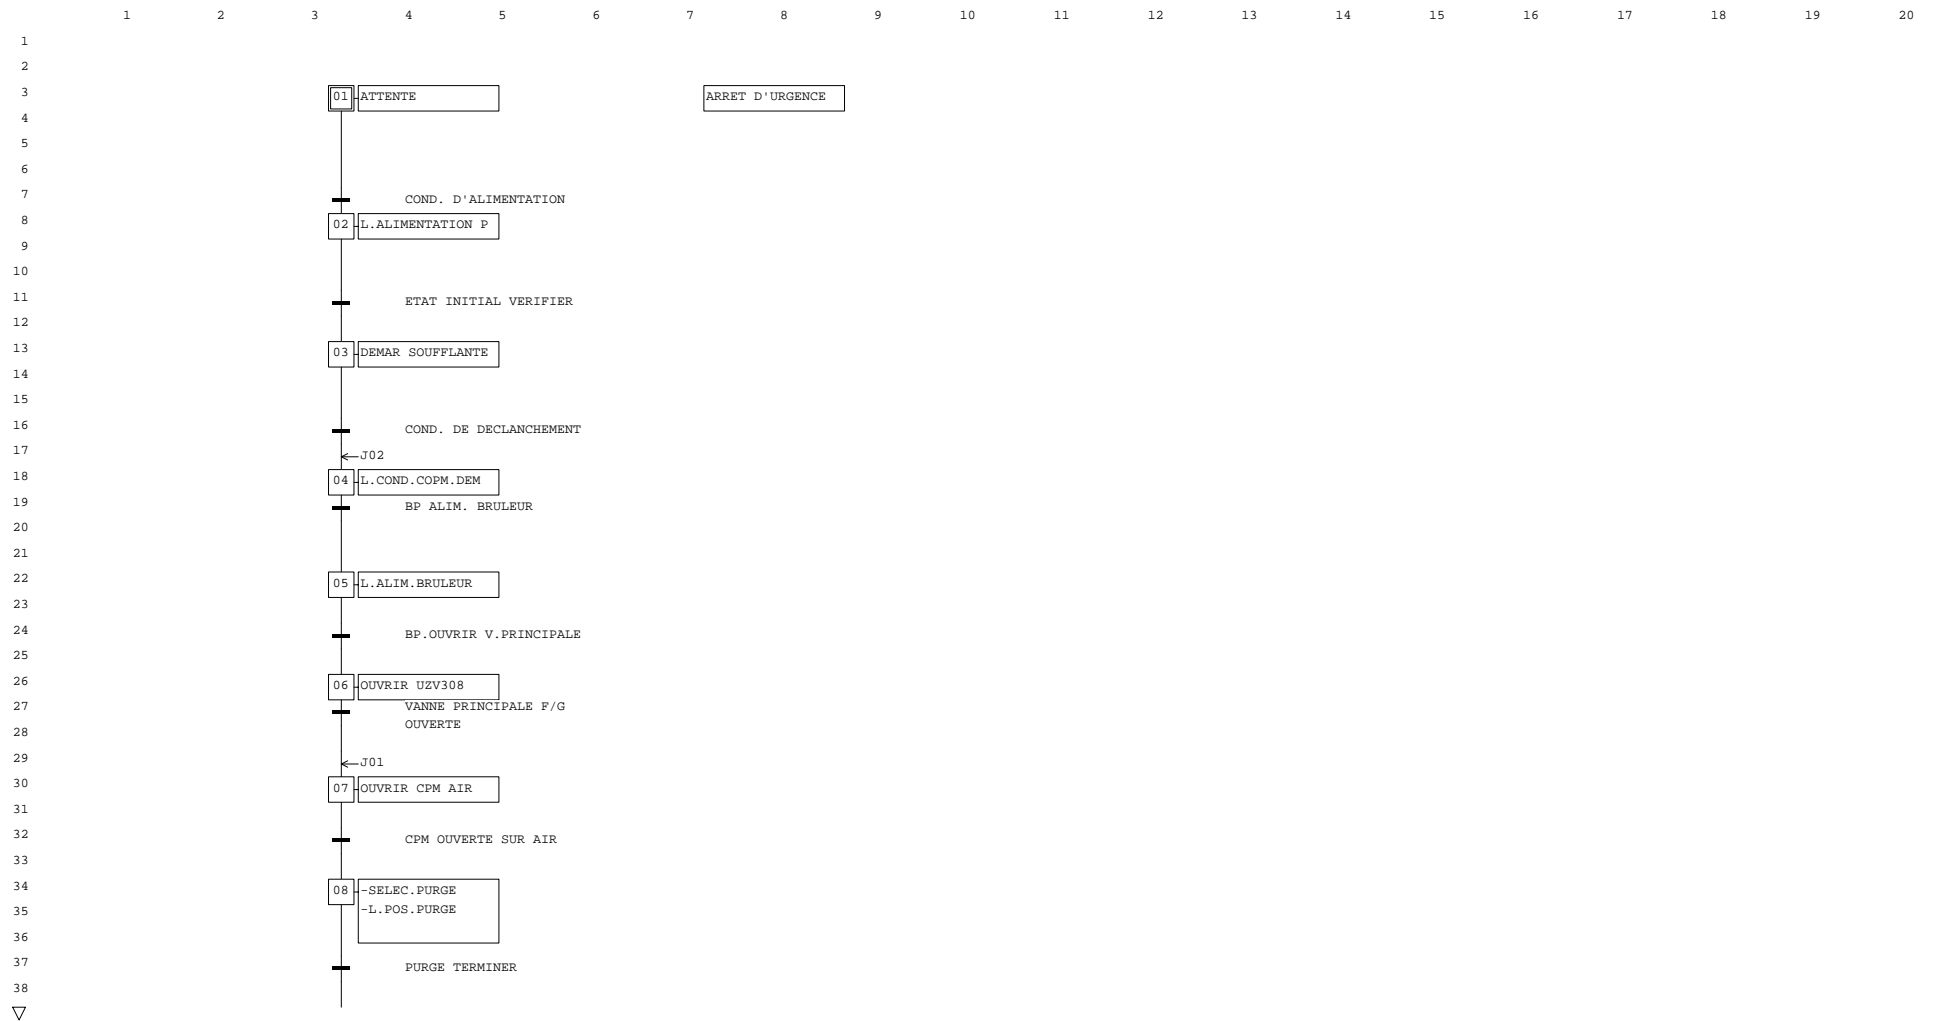 1 2 3 4 5 6 7 8 9 10 11 12 13 14 15 16 17 18 19 20
1
2
3 01 ATTENTE ARRET D'URGENCE
4
5
6
7 COND. D'ALIMENTATION
8 02 L.ALIMENTATION P
9
10
11 ETAT INITIAL VERIFIER
12
13 03 DEMAR SOUFFLANTE
14
15
16 COND. DE DECLANCHEMENT
17 J02
18 04 L.COND.COPM.DEM
19 BP ALIM. BRULEUR
20
21
22 05 L.ALIM.BRULEUR
23
24 BP.OUVRIR V.PRINCIPALE
25
26 06 OUVRIR UZV308
27 VANNE PRINCIPALE F/G
OUVERTE
28
29 J01
30 07 OUVRIR CPM AIR
31
32 CPM OUVERTE SUR AIR
33
34 08 -SELEC.PURGE
35 -L.POS.PURGE
36
37 PURGE TERMINER
38